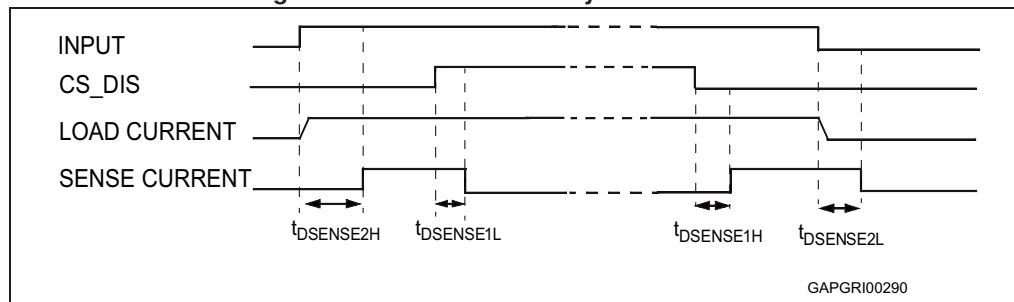 INPUT
CS_DIS
LOAD CURRENT
SENSE CURRENT
tDSENSE2H tDSENSE1L tDSENSE1H tDSENSE2L
GAPGRI00290